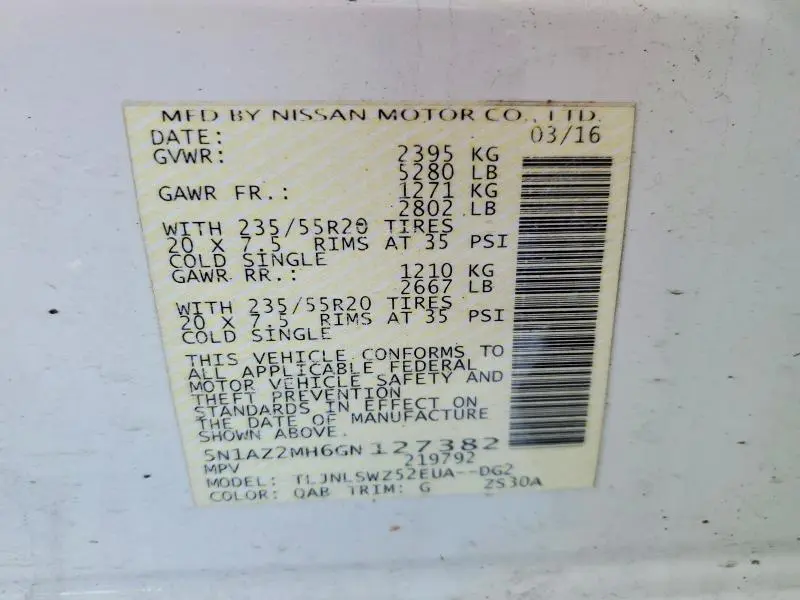 MFD BY NISSAN MOTOR CO., LTD.
DATE: 03/16
GVWR: 2395 KG
5280 LB
GAWR FR.: 1271 KG
2802 LB
WITH 235/55R20 TIRES
20 X 7.5 RIMS AT 35 PSI
COLD SINGLE
GAWR RR.: 1210 KG
2667 LB
WITH 235/55R20 TIRES
20 X 7.5 RIMS AT 35 PSI
COLD SINGLE
THIS VEHICLE CONFORMS TO
ALL APPLICABLE FEDERAL
MOTOR VEHICLE SAFETY AND
THEFT PREVENTION
STANDARDS IN EFFECT ON
THE DATE OF MANUFACTURE
SHOWN ABOVE.
5N1AZ2MH6GN127382
MPV 219792
MODEL: TLJNLSWZ52EUA--DG2
COLOR: QAB TRIM: G 2S30A